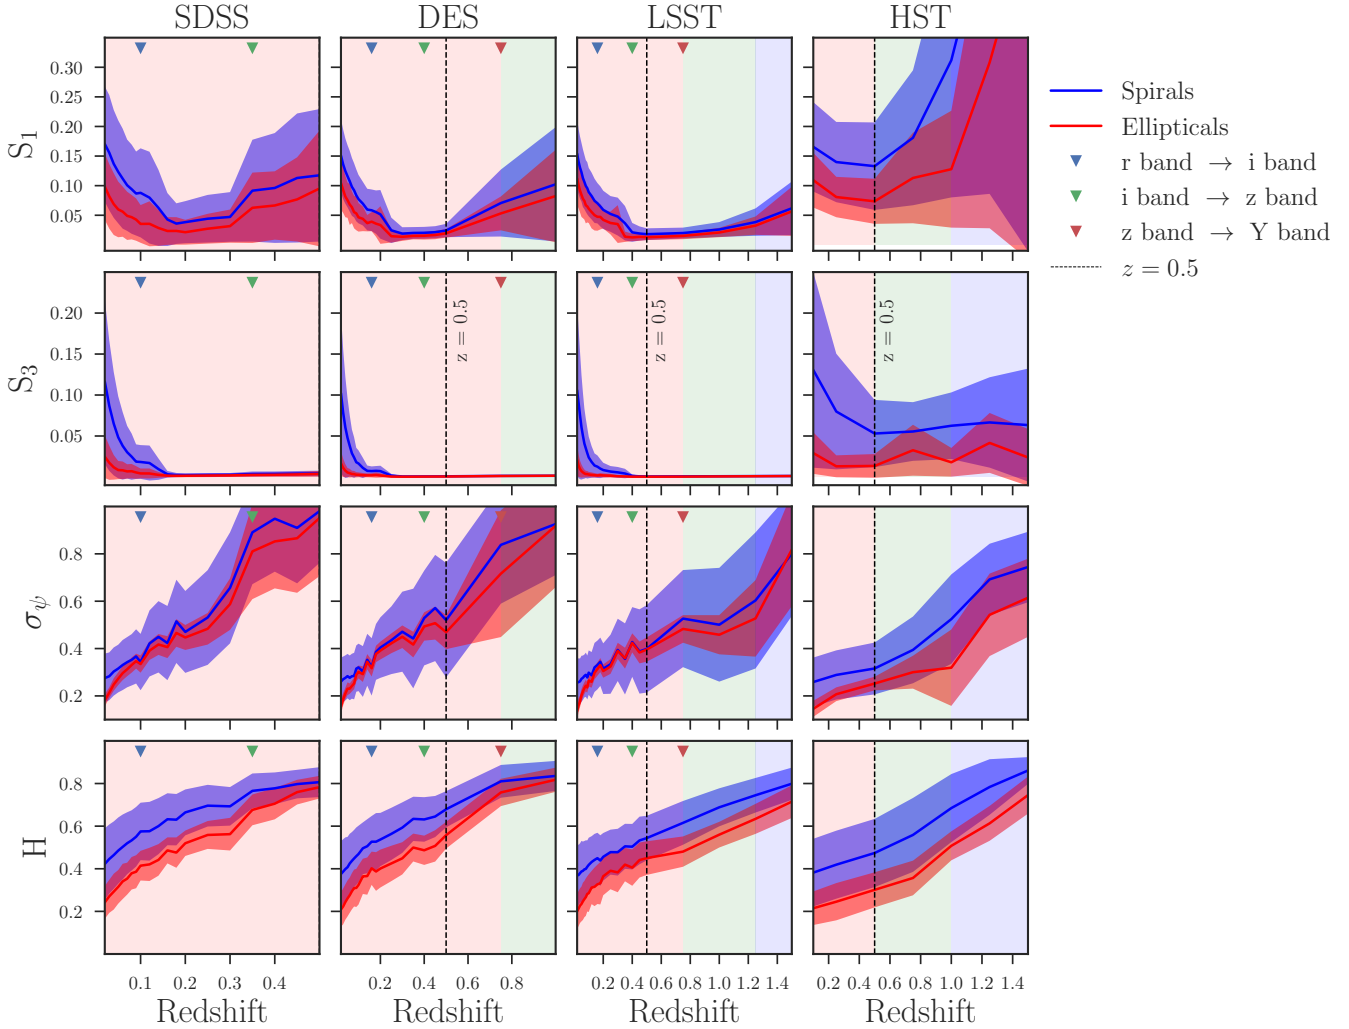 SDSS DES LSST HST
S1
0.30
0.25
0.20
0.15
0.10
0.05
Spirals
Ellipticals
r band → i band
i band → z band
z band → Y band
z = 0.5
S3
0.20
0.15
0.10
0.05
z = 0.5
z = 0.5
z = 0.5
σψ
0.8
0.6
0.4
0.2
H
0.8
0.6
0.4
0.2
0.1 0.2 0.3 0.4 0.2 0.4 0.6 0.8 0.2 0.4 0.6 0.8 1.0 1.2 1.4 0.2 0.4 0.6 0.8 1.0 1.2 1.4
Redshift Redshift Redshift Redshift